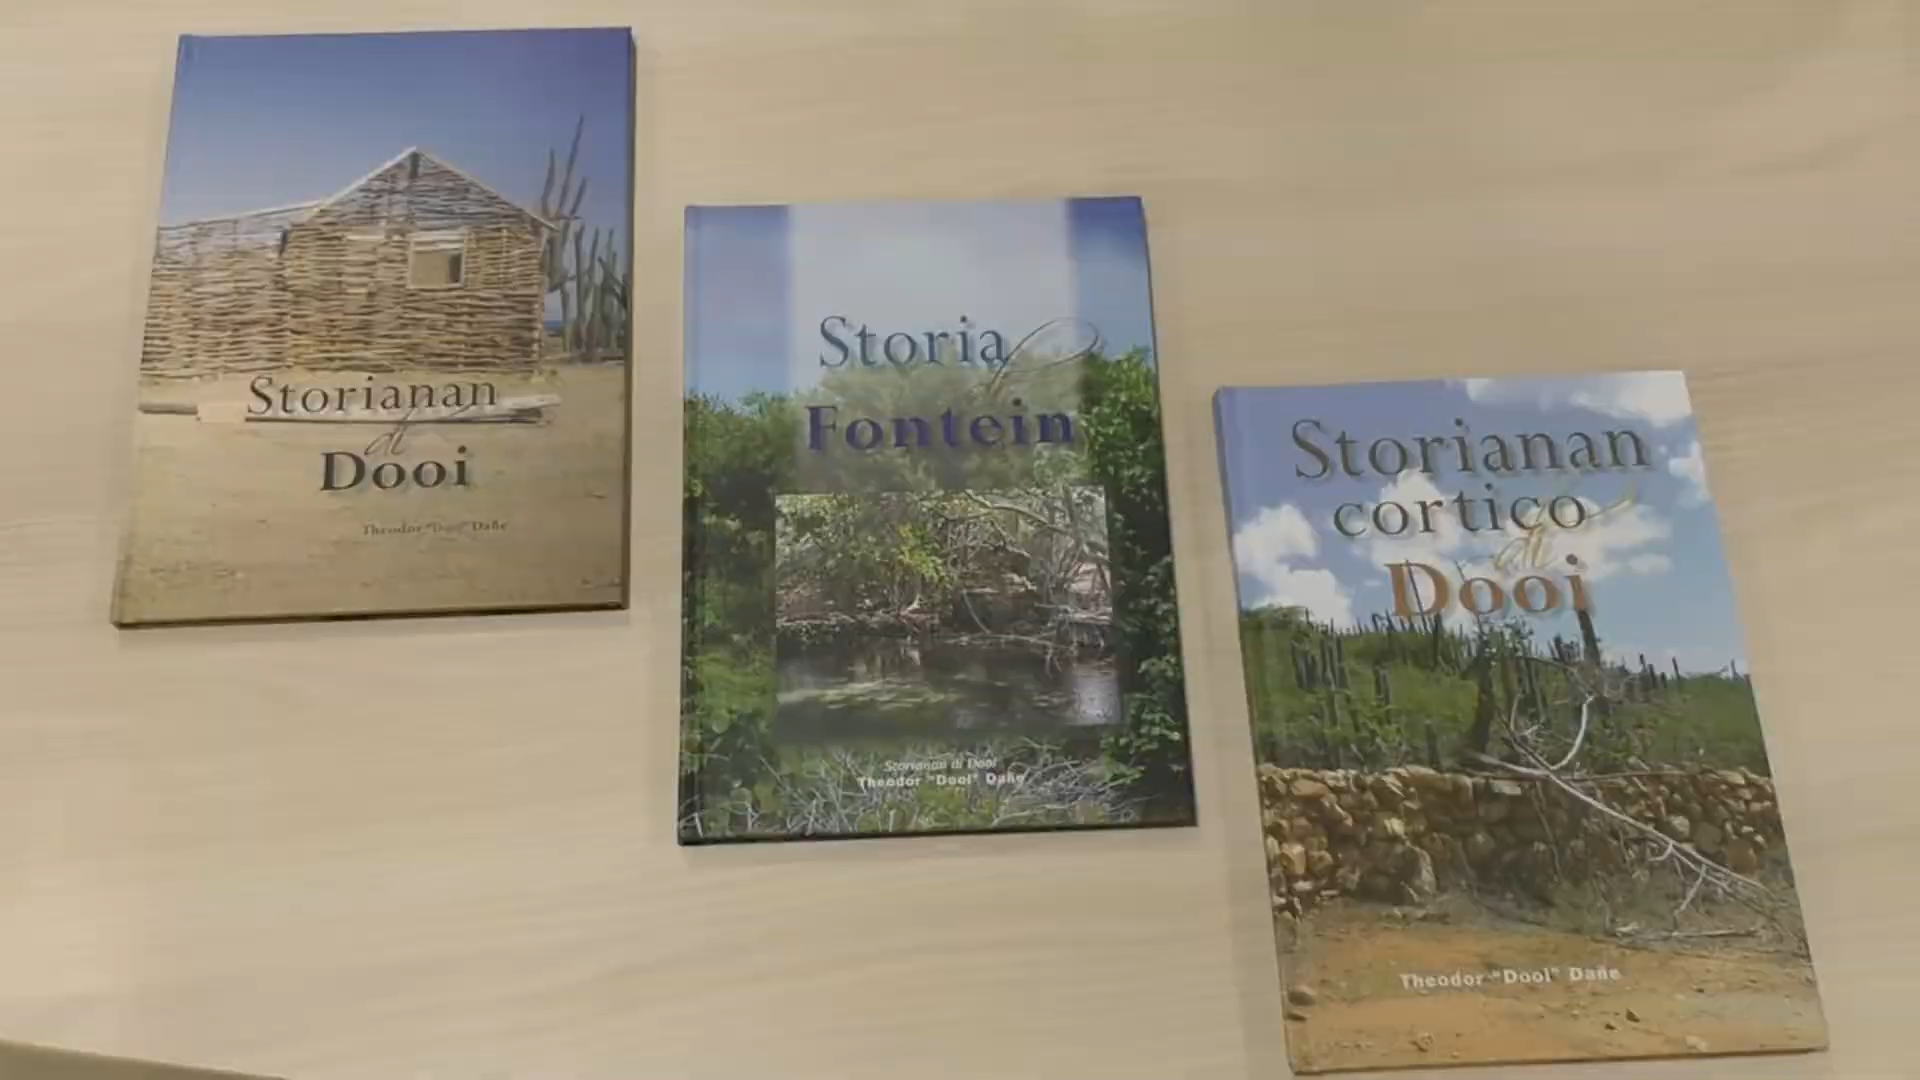 Storianan
di
Dooi
Theodor "Dooi" Dañe
Storia
Fontein
Storianan di Dooi
Theodor "Dooi" Dañe
Storianan
cortico
di
Dooi
Theodor "Dooi" Dañe